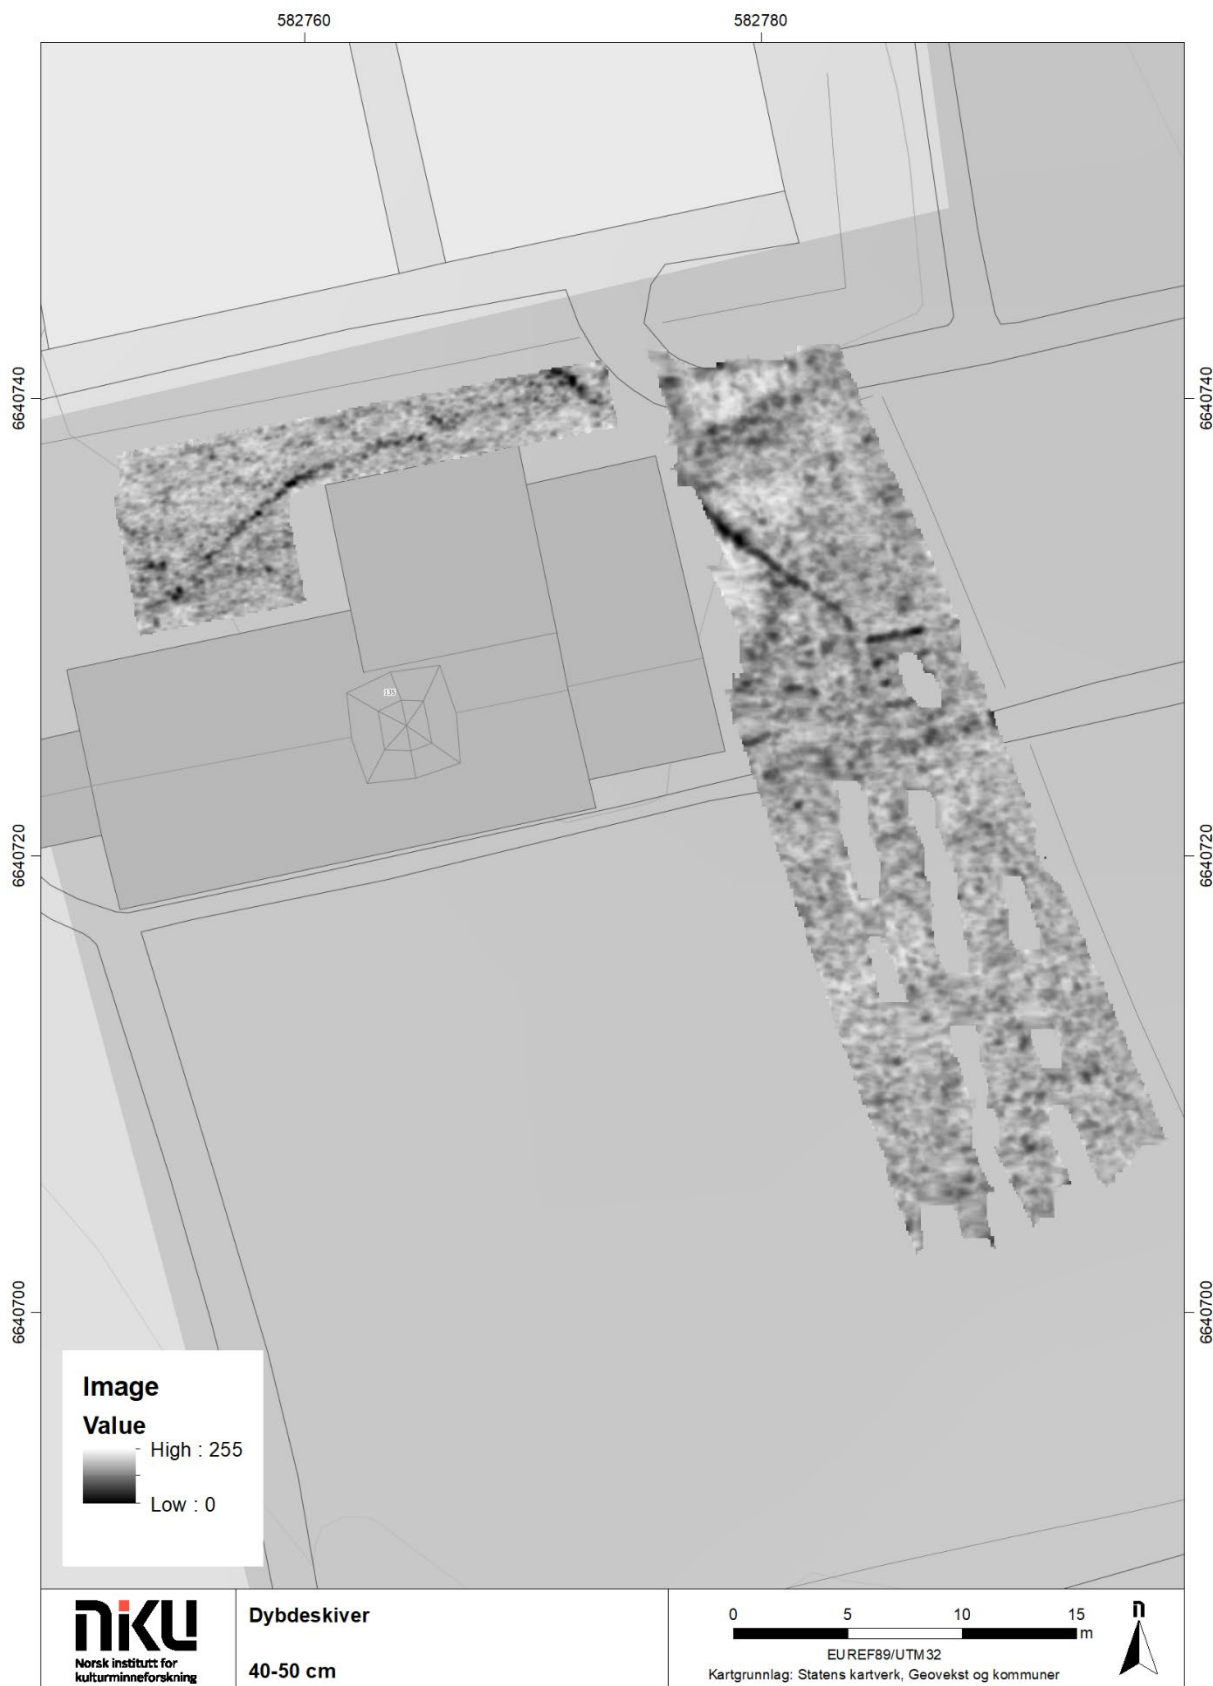 582760
582780
6640740
6640740
135
6640720
6640720
6640700
6640700
Image
Value
High : 255
Low : 0
NIKU
Norsk institutt for
kulturminneforskning
Dybdeskiver
40-50 cm
0 5 10 15
m
EUREF89/UTM32
Kartgrunnlag: Statens kartverk, Geovekst og kommuner
n